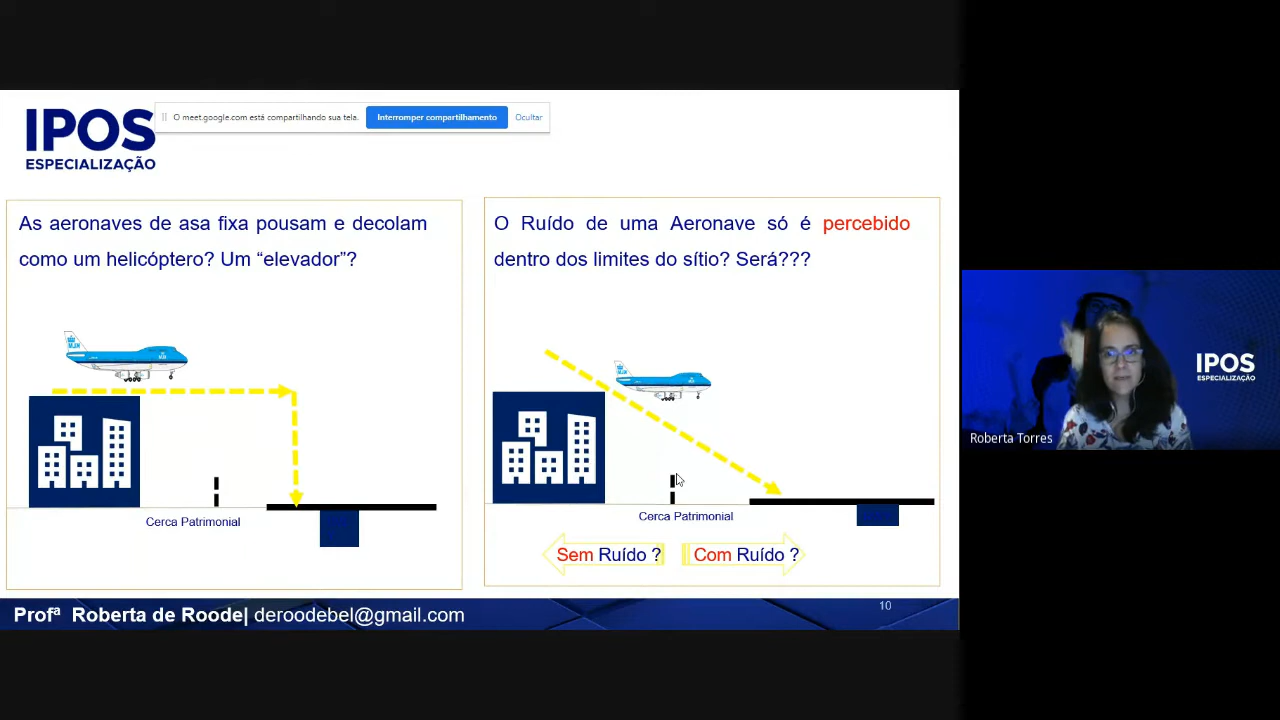 IPOS
ESPECIALIZAÇÃO
O meet.google.com está compartilhando sua tela.
Interromper compartilhamento
Ocultar
As aeronaves de asa fixa pousam e decolam
como um helicóptero? Um “elevador”?
Cerca Patrimonial
O Ruído de uma Aeronave só é percebido
dentro dos limites do sítio? Será???
Cerca Patrimonial
Sem Ruído ?
Com Ruído ?
Profª Roberta de Roode| deroodebel@gmail.com
10
IPOS
ESPECIALIZAÇÃO
Roberta Torres